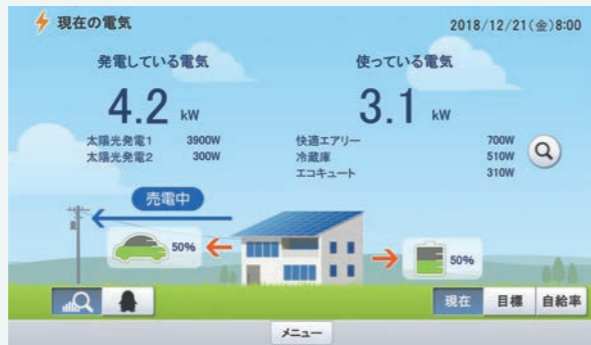 現在の電気
2018/12/21(金)8:00
発電している電気
4.2 kW
太陽光発電1 3900W
太陽光発電2 300W
使っている電気
3.1 kW
快適エアリー 700W
冷蔵庫 510W
エコキュート 310W
売電中
50%
50%
現在 目標 自給率
メニュー